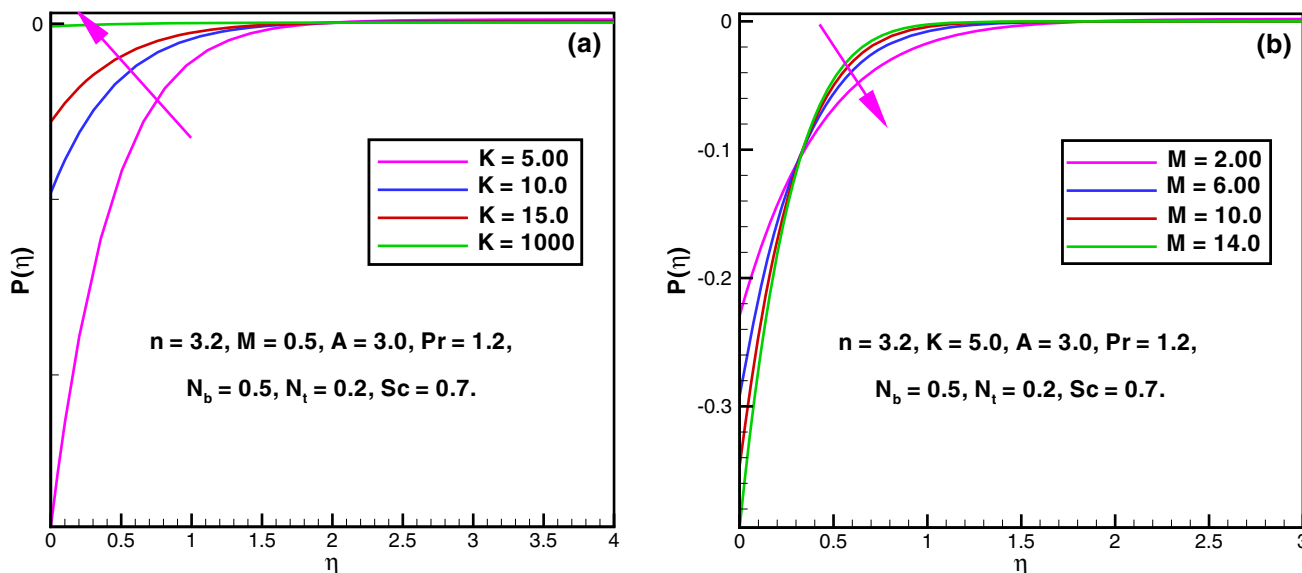 0
(a)
K = 5.00
K = 10.0
K = 15.0
K = 1000
P(η)
n = 3.2, M = 0.5, A = 3.0, Pr = 1.2,
N_b = 0.5, N_t = 0.2, Sc = 0.7.
0 0.5 1 1.5 2 2.5 3 3.5 4
η
0
-0.1
-0.2
-0.3
(b)
M = 2.00
M = 6.00
M = 10.0
M = 14.0
P(η)
n = 3.2, K = 5.0, A = 3.0, Pr = 1.2,
N_b = 0.5, N_t = 0.2, Sc = 0.7.
0 0.5 1 1.5 2 2.5 3
η